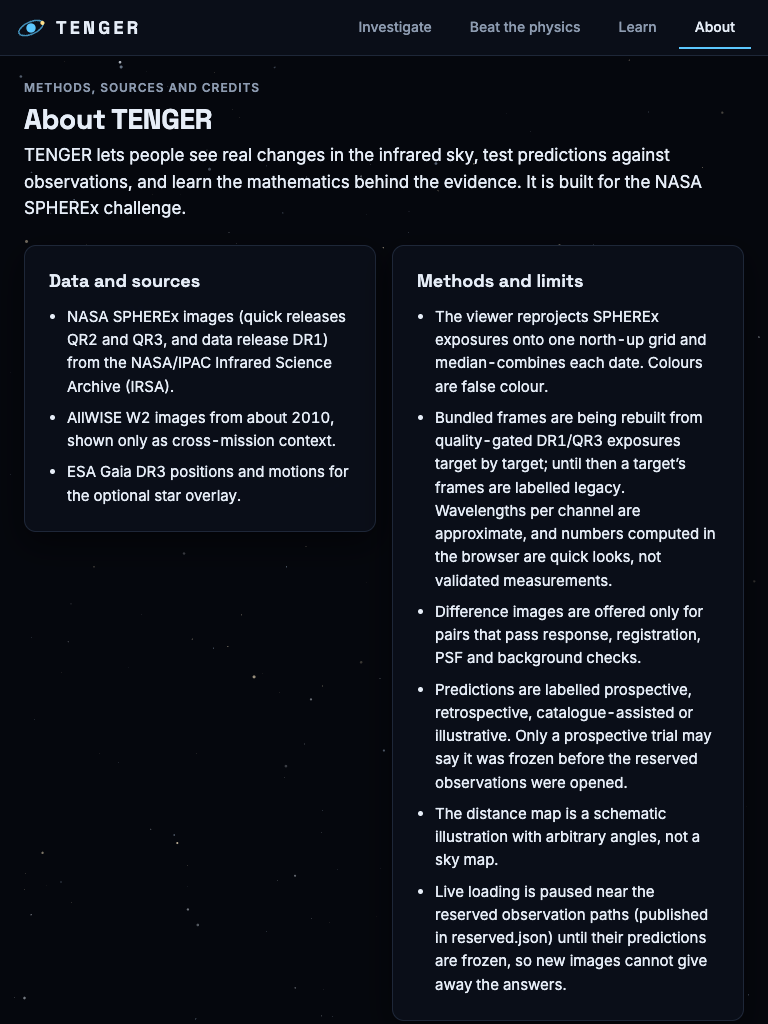 TENGER
Investigate
Beat the physics
Learn
About
METHODS, SOURCES AND CREDITS
About TENGER
TENGER lets people see real changes in the infrared sky, test predictions against
observations, and learn the mathematics behind the evidence. It is built for the NASA
SPHEREx challenge.
Data and sources
• NASA SPHEREx images (quick releases
QR2 and QR3, and data release DR1)
from the NASA/IPAC Infrared Science
Archive (IRSA).
• AllWISE W2 images from about 2010,
shown only as cross-mission context.
• ESA Gaia DR3 positions and motions for
the optional star overlay.
Methods and limits
• The viewer reprojects SPHEREx
exposures onto one north-up grid and
median-combines each date. Colours
are false colour.
• Bundled frames are being rebuilt from
quality-gated DR1/QR3 exposures
target by target; until then a target’s
frames are labelled legacy.
Wavelengths per channel are
approximate, and numbers computed in
the browser are quick looks, not
validated measurements.
• Difference images are offered only for
pairs that pass response, registration,
PSF and background checks.
• Predictions are labelled prospective,
retrospective, catalogue-assisted or
illustrative. Only a prospective trial may
say it was frozen before the reserved
observations were opened.
• The distance map is a schematic
illustration with arbitrary angles, not a
sky map.
• Live loading is paused near the
reserved observation paths (published
in reserved.json) until their predictions
are frozen, so new images cannot give
away the answers.